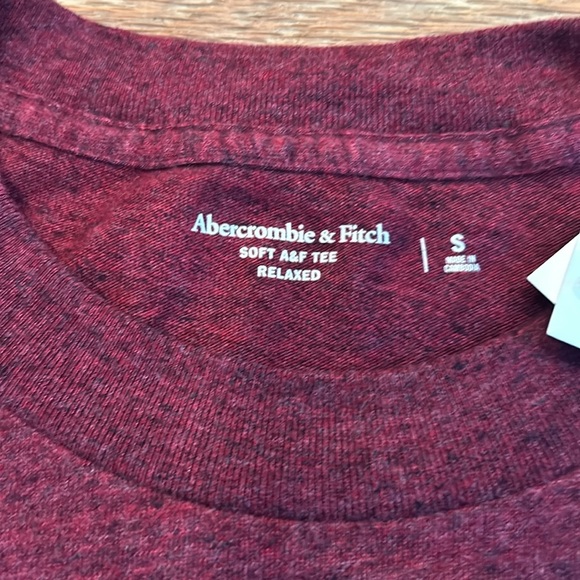 Abercrombie & Fitch
SOFT A&F TEE
RELAXED
S
MADE IN
CAMBODIA